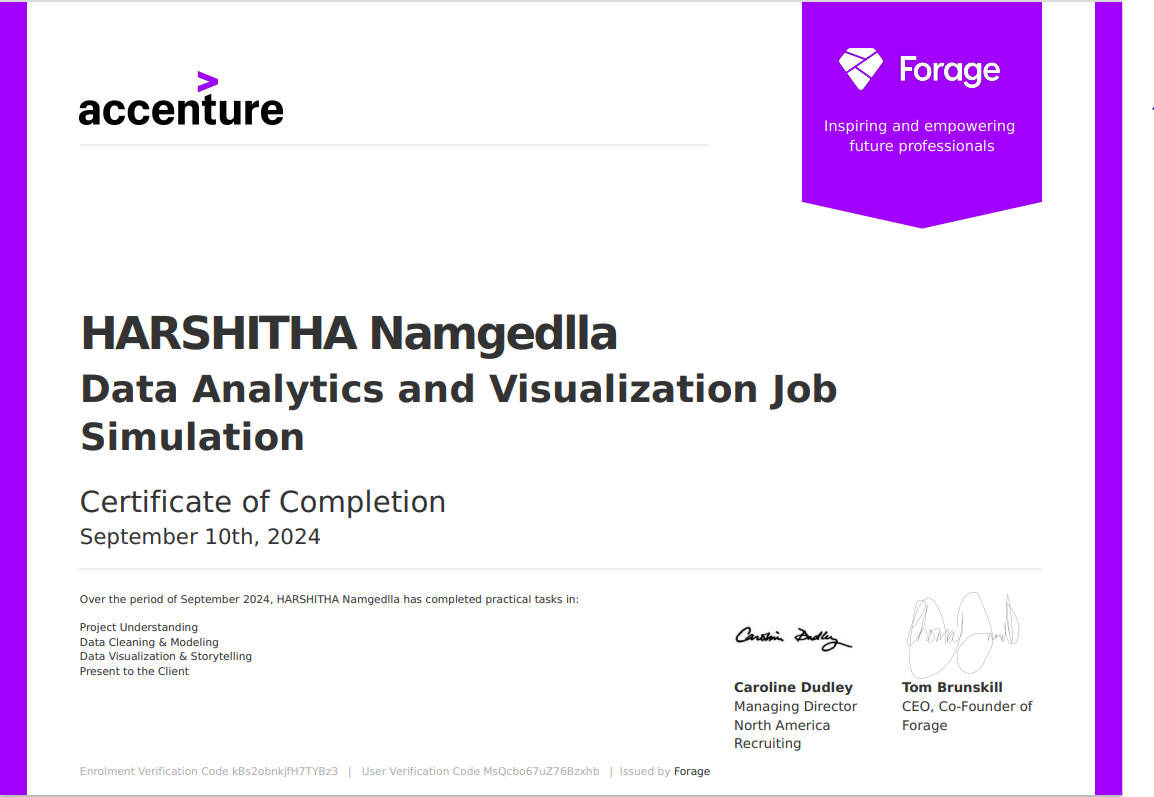 accenture
Forage
Inspiring and empowering
future professionals
HARSHITHA Namgedlla
Data Analytics and Visualization Job
Simulation
Certificate of Completion
September 10th, 2024
Over the period of September 2024, HARSHITHA Namgedlla has completed practical tasks in:
Project Understanding
Data Cleaning & Modeling
Data Visualization & Storytelling
Present to the Client
Caroline Dudley
Caroline Dudley
Managing Director
North America
Recruiting
Tom Brunskill
CEO, Co-Founder of
Forage
Enrolment Verification Code kBs2obnkjfH7TYBz3 | User Verification Code MsQcbo67uZ76Bzxhb | Issued by Forage